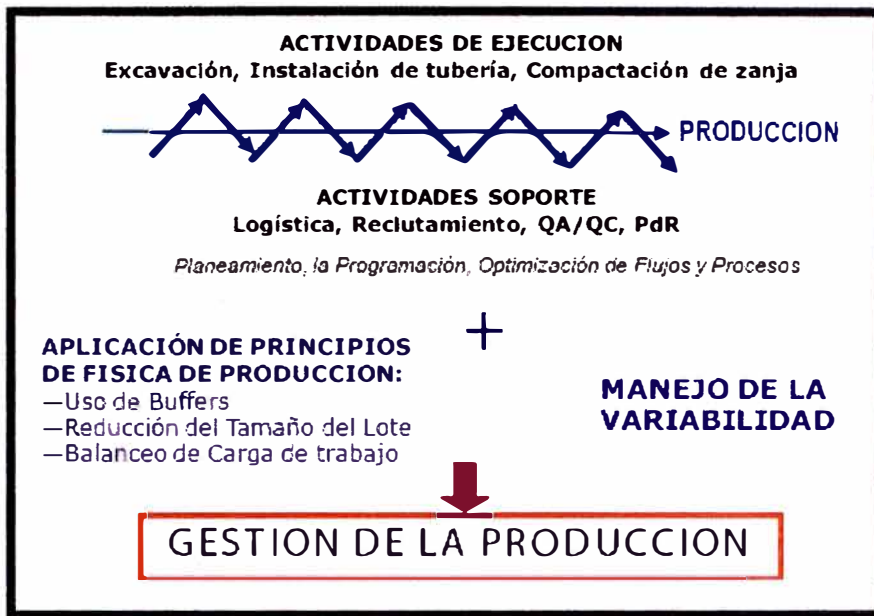 ACTIVIDADES DE EJECUCION
Excavación, Instalación de tubería, Compactación de zanja
PRODUCCION
ACTIVIDADES SOPORTE
Logística, Reclutamiento, QA/QC, PdR
Planeamiento, la Programación, Optimización de Flujos y Procesos
+
APLICACIÓN DE PRINCIPIOS
DE FISICA DE PRODUCCION:
—Uso de Buffers
—Reducción del Tamaño del Lote
—Balanceo de Carga de trabajo
MANEJO DE LA
VARIABILIDAD
GESTION DE LA PRODUCCION